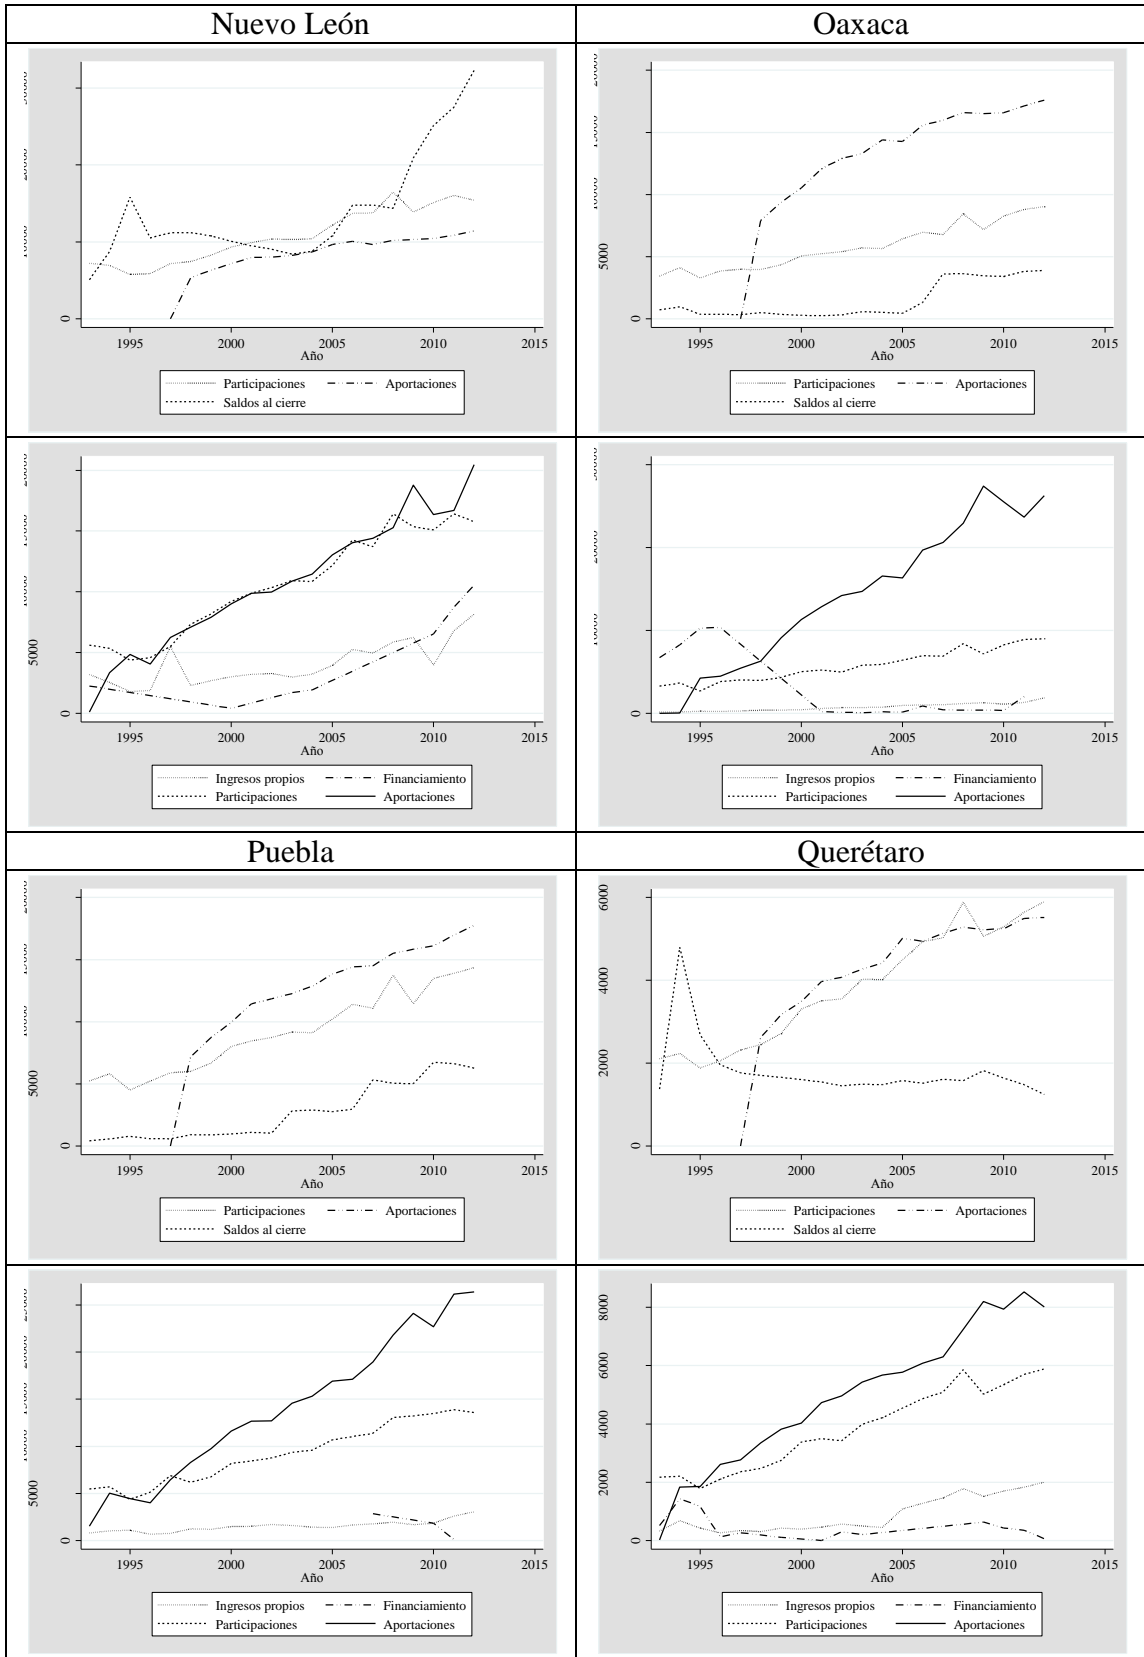 Nuevo León
Oaxaca
0
1995 2000 2005 2010 2015
Año
Participaciones Aportaciones
Saldos al cierre
5000
0
1995 2000 2005 2010 2015
Año
Participaciones Aportaciones
Saldos al cierre
5000
0
1995 2000 2005 2010 2015
Año
Ingresos propios Financiamiento
Participaciones Aportaciones
0
1995 2000 2005 2010 2015
Año
Ingresos propios Financiamiento
Participaciones Aportaciones
Puebla
Querétaro
5000
0
1995 2000 2005 2010 2015
Año
Participaciones Aportaciones
Saldos al cierre
6000
4000
2000
0
1995 2000 2005 2010 2015
Año
Participaciones Aportaciones
Saldos al cierre
5000
0
1995 2000 2005 2010 2015
Año
Ingresos propios Financiamiento
Participaciones Aportaciones
8000
6000
4000
2000
0
1995 2000 2005 2010 2015
Año
Ingresos propios Financiamiento
Participaciones Aportaciones